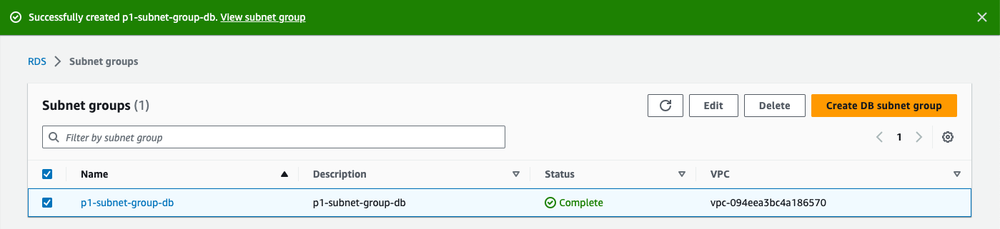 Successfully created p1-subnet-group-db. View subnet group
RDS Subnet groups
Subnet groups (1) Edit Delete Create DB subnet group
Filter by subnet group 1
Name Description Status VPC
p1-subnet-group-db p1-subnet-group-db Complete vpc-094eea3bc4a186570